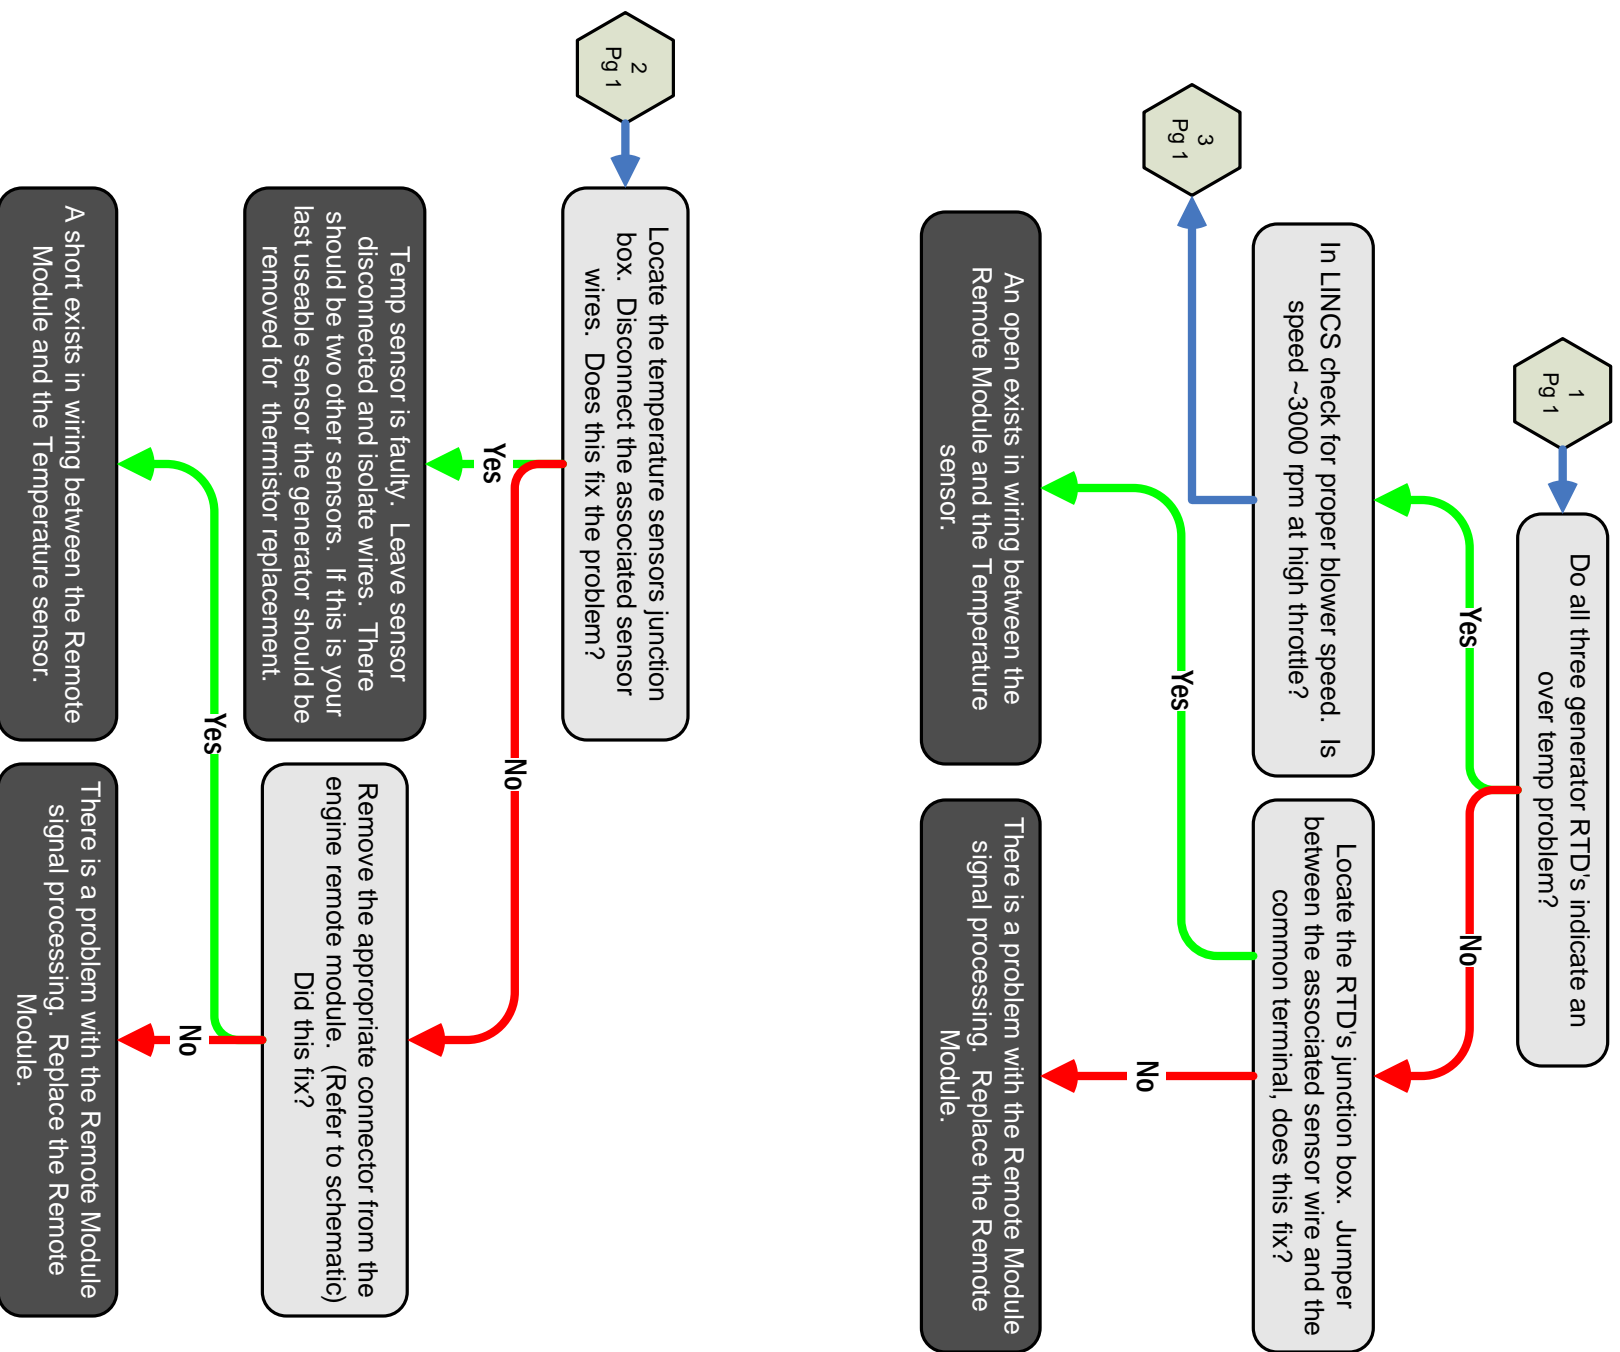 1
Pg 1
Do all three generator RTD's indicate an
over temp problem?
Yes
No
In LINCS check for proper blower speed. Is
speed ~3000 rpm at high throttle?
3
Pg 1
Locate the RTD's junction box. Jumper
between the associated sensor wire and the
common terminal, does this fix?
Yes
No
An open exists in wiring between the
Remote Module and the Temperature
sensor.
There is a problem with the Remote Module
signal processing. Replace the Remote
Module.
2
Pg 1
Locate the temperature sensors junction
box. Disconnect the associated sensor
wires. Does this fix the problem?
Yes
No
Temp sensor is faulty. Leave sensor
disconnected and isolate wires. There
should be two other sensors. If this is your
last useable sensor the generator should be
removed for thermistor replacement.
Remove the appropriate connector from the
engine remote module. (Refer to schematic)
Did this fix?
Yes
No
A short exists in wiring between the Remote
Module and the Temperature sensor.
There is a problem with the Remote Module
signal processing. Replace the Remote
Module.